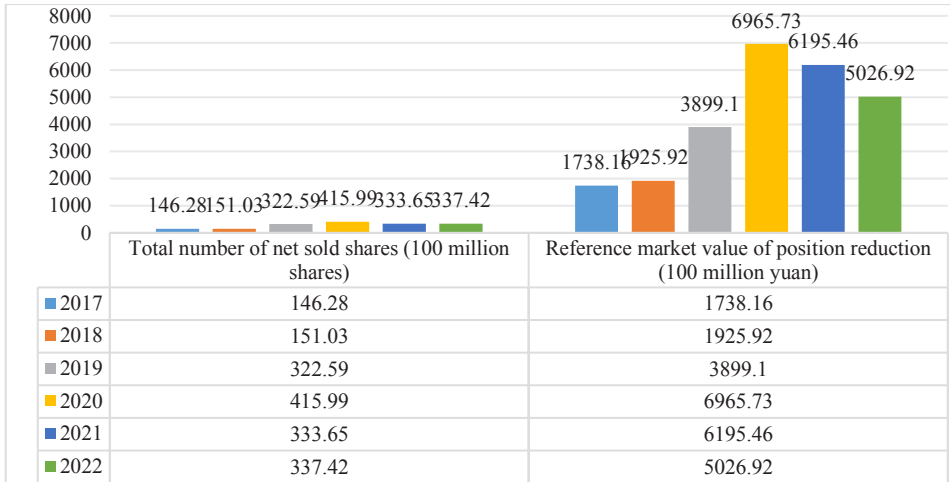 8000
7000
6000
5000
4000
3000
2000
1000
0
146.28 151.03 322.59 415.99 333.65 337.42
1738.16 1925.92 3899.1 6965.73 6195.46 5026.92
Total number of net sold shares (100 million
shares)
Reference market value of position reduction
(100 million yuan)
2017 146.28 1738.16
2018 151.03 1925.92
2019 322.59 3899.1
2020 415.99 6965.73
2021 333.65 6195.46
2022 337.42 5026.92